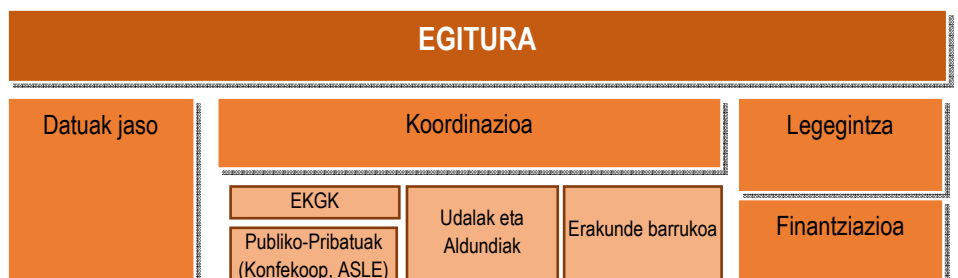 EGITURA
Datuak jaso
Koordinazioa
Legegintza
EKGK
Publiko-Pribatuak
(Konfekoop, ASLE)
Udalak eta
Aldundiak
Erakunde barrukoa
Finantziazioa